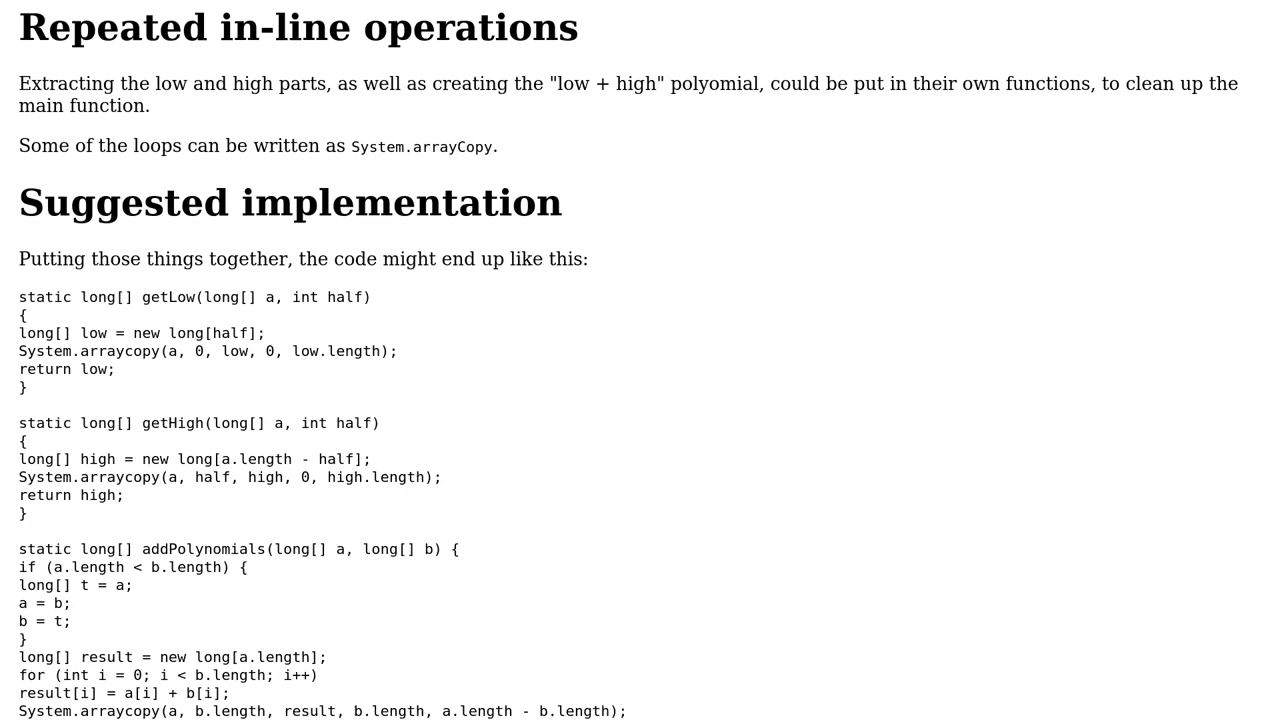 Repeated in-line operations
Extracting the low and high parts, as well as creating the "low + high" polyomial, could be put in their own functions, to clean up the
main function.
Some of the loops can be written as System.arrayCopy.
Suggested implementation
Putting those things together, the code might end up like this:
static long[] getLow(long[] a, int half)
{
long[] low = new long[half];
System.arraycopy(a, 0, low, 0, low.length);
return low;
}
static long[] getHigh(long[] a, int half)
{
long[] high = new long[a.length - half];
System.arraycopy(a, half, high, 0, high.length);
return high;
}
static long[] addPolynomials(long[] a, long[] b) {
if (a.length < b.length) {
long[] t = a;
a = b;
b = t;
}
long[] result = new long[a.length];
for (int i = 0; i < b.length; i++)
result[i] = a[i] + b[i];
System.arraycopy(a, b.length, result, b.length, a.length - b.length);